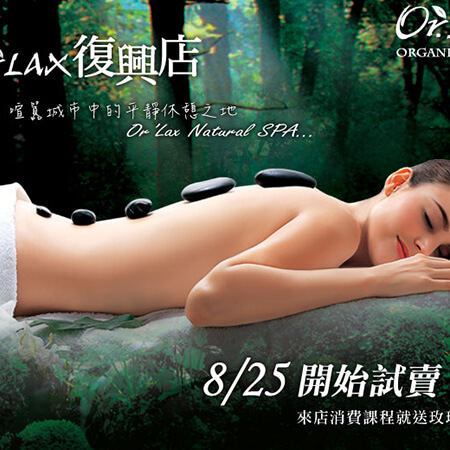 LAX復興店
Or
ORGANI
喧囂城市中的平靜休憩之地
Or Lax Natural SPA...
8/25 開始試賣
來店消費課程就送玫